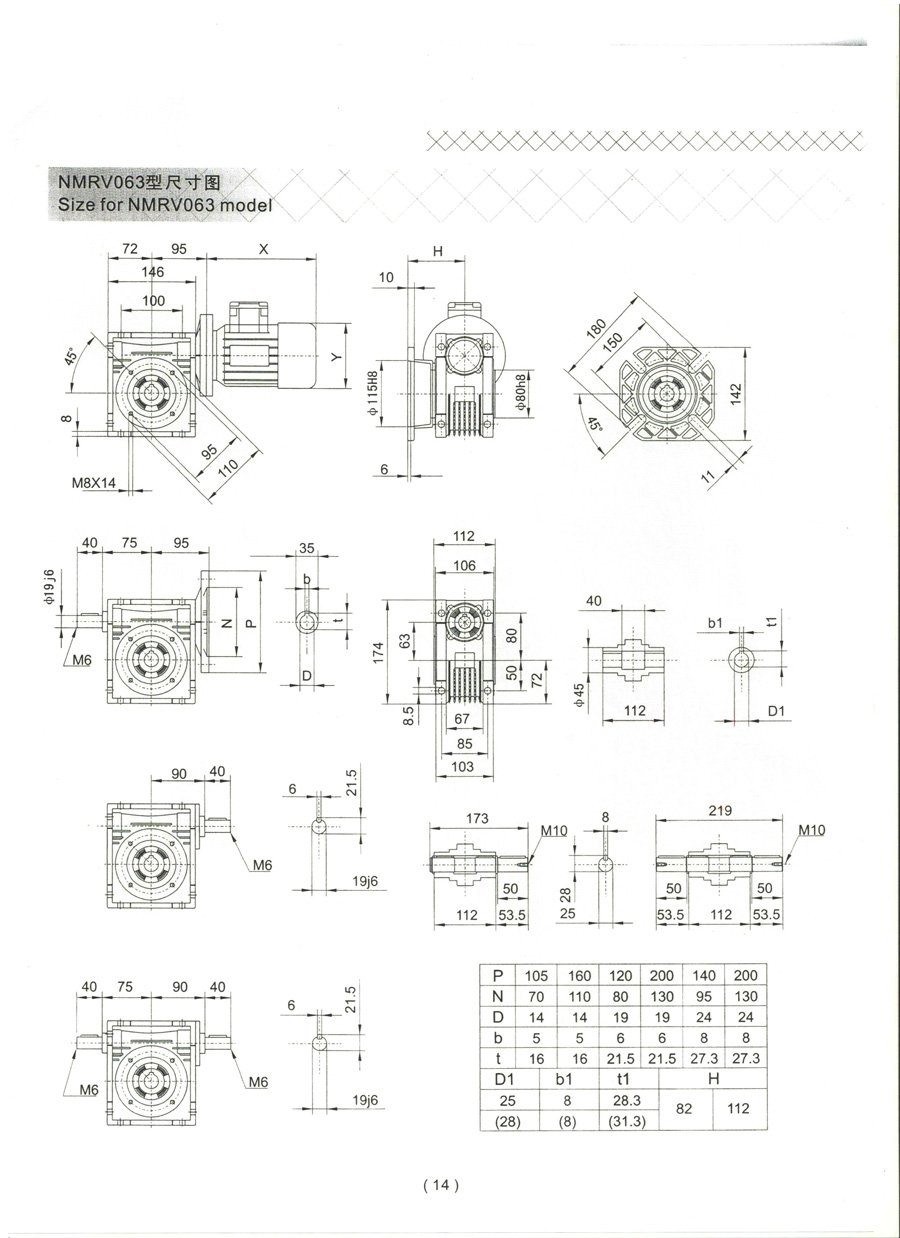 NMRV063型尺寸图
Size for NMRV063 model
72 95 X
146
100
45°
8
M8X14
95
110
Y
H
10
ϕ115H8
ϕ80h8
6
180
150
142
45°
11
40 75 95
ϕ19j6
M6
N
P
35
b
t
D
112
106
174
63
8.5
80
50
72
67
85
103
40
ϕ45
112
b1
t1
D1
90 40
M6
6
21.5
19j6
173
M10
50
112 53.5
8
28
25
219
M10
50 50
53.5 112 53.5
40 75 90 40
M6
M6
6
21.5
19j6
P 105 160 120 200 140 200
N 70 110 80 130 95 130
D 14 14 19 19 24 24
b 5 5 6 6 8 8
t 16 16 21.5 21.5 27.3 27.3
D1 b1 t1 H
25 8 28.3 82 112
(28) (8) (31.3)
(14)